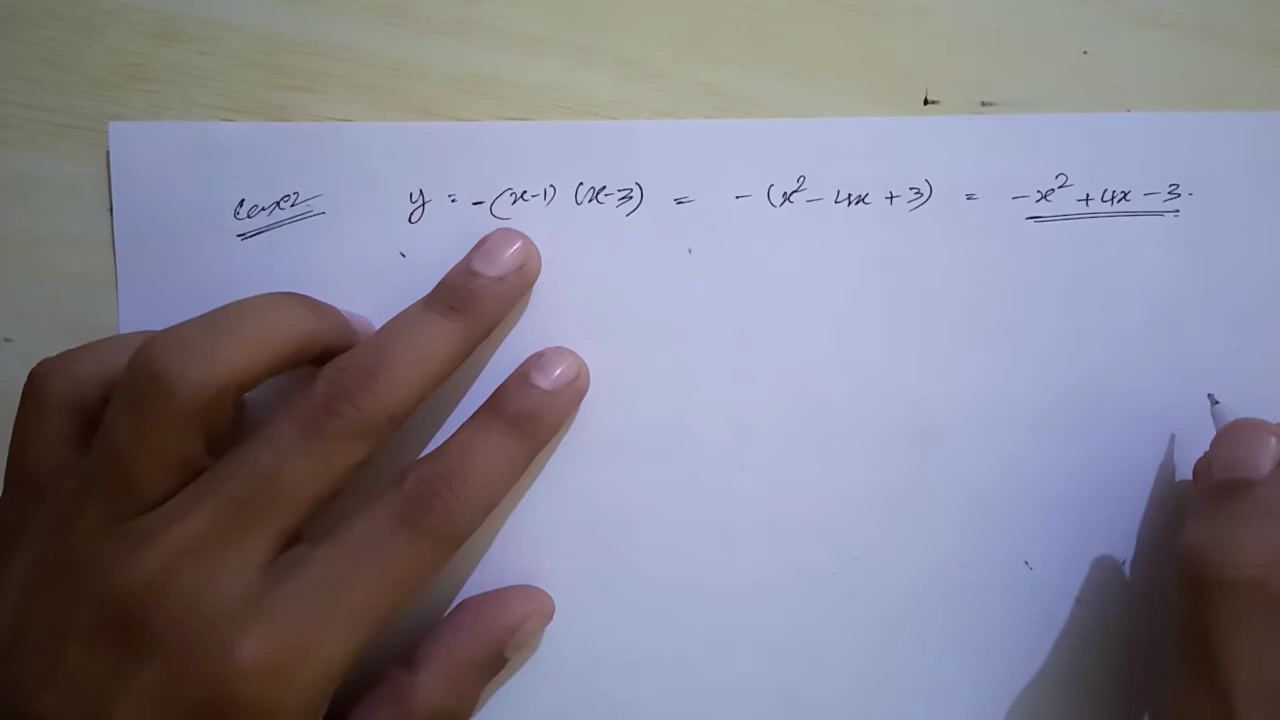 Case2 y = -(x-1) (x-3) = -(x² - 4x + 3) = -x² + 4x - 3.